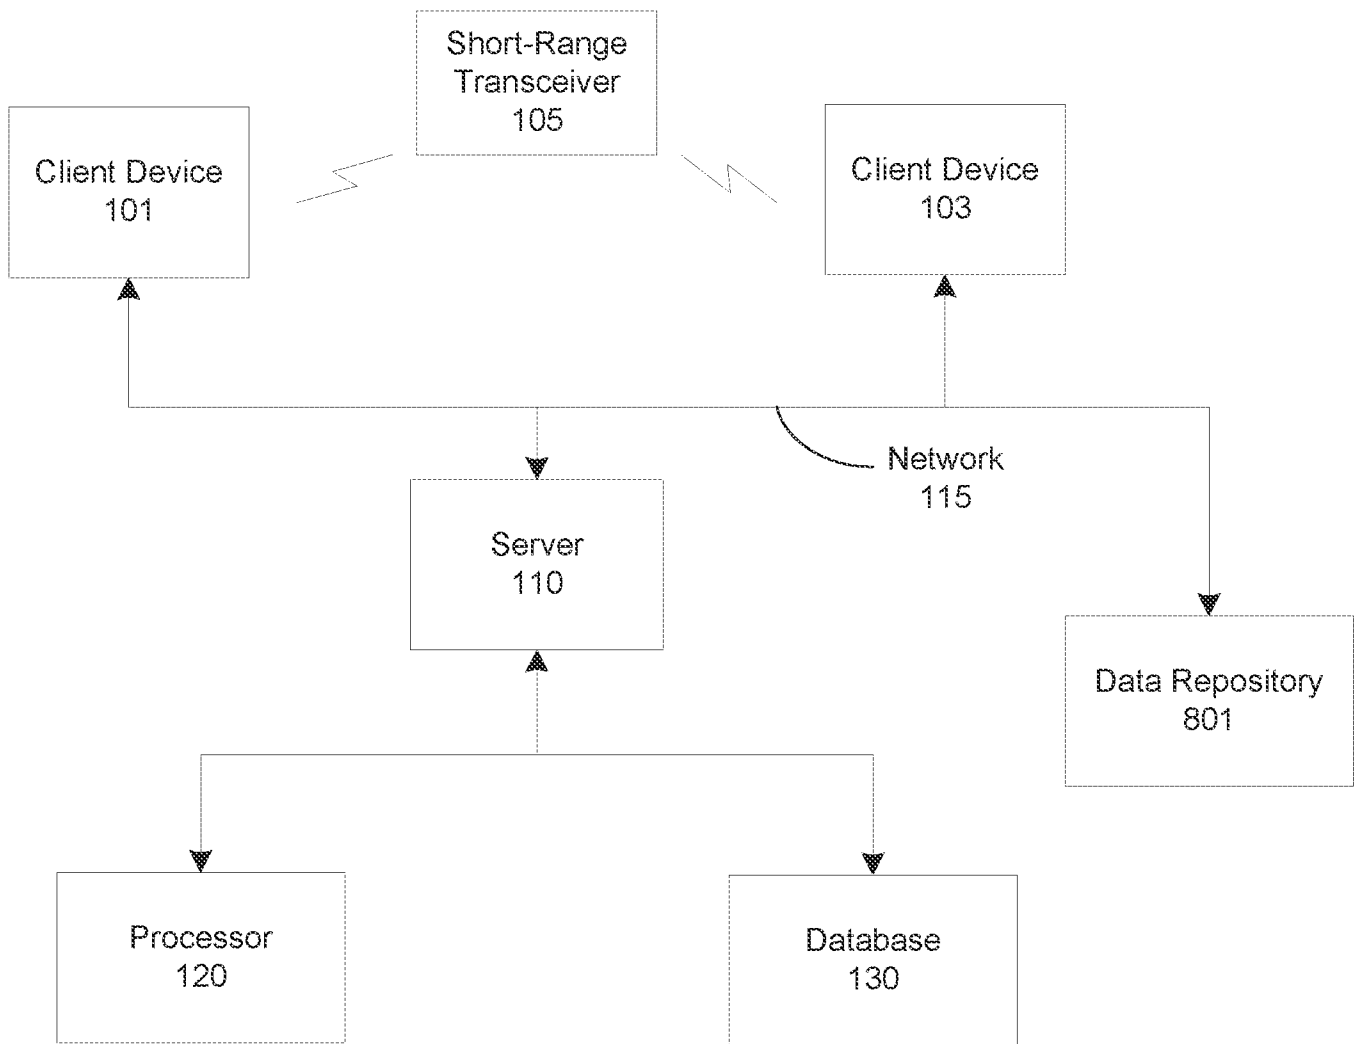 Short-Range
Transceiver
105
Client Device
101
Client Device
103
Network
115
Server
110
Data Repository
801
Processor
120
Database
130